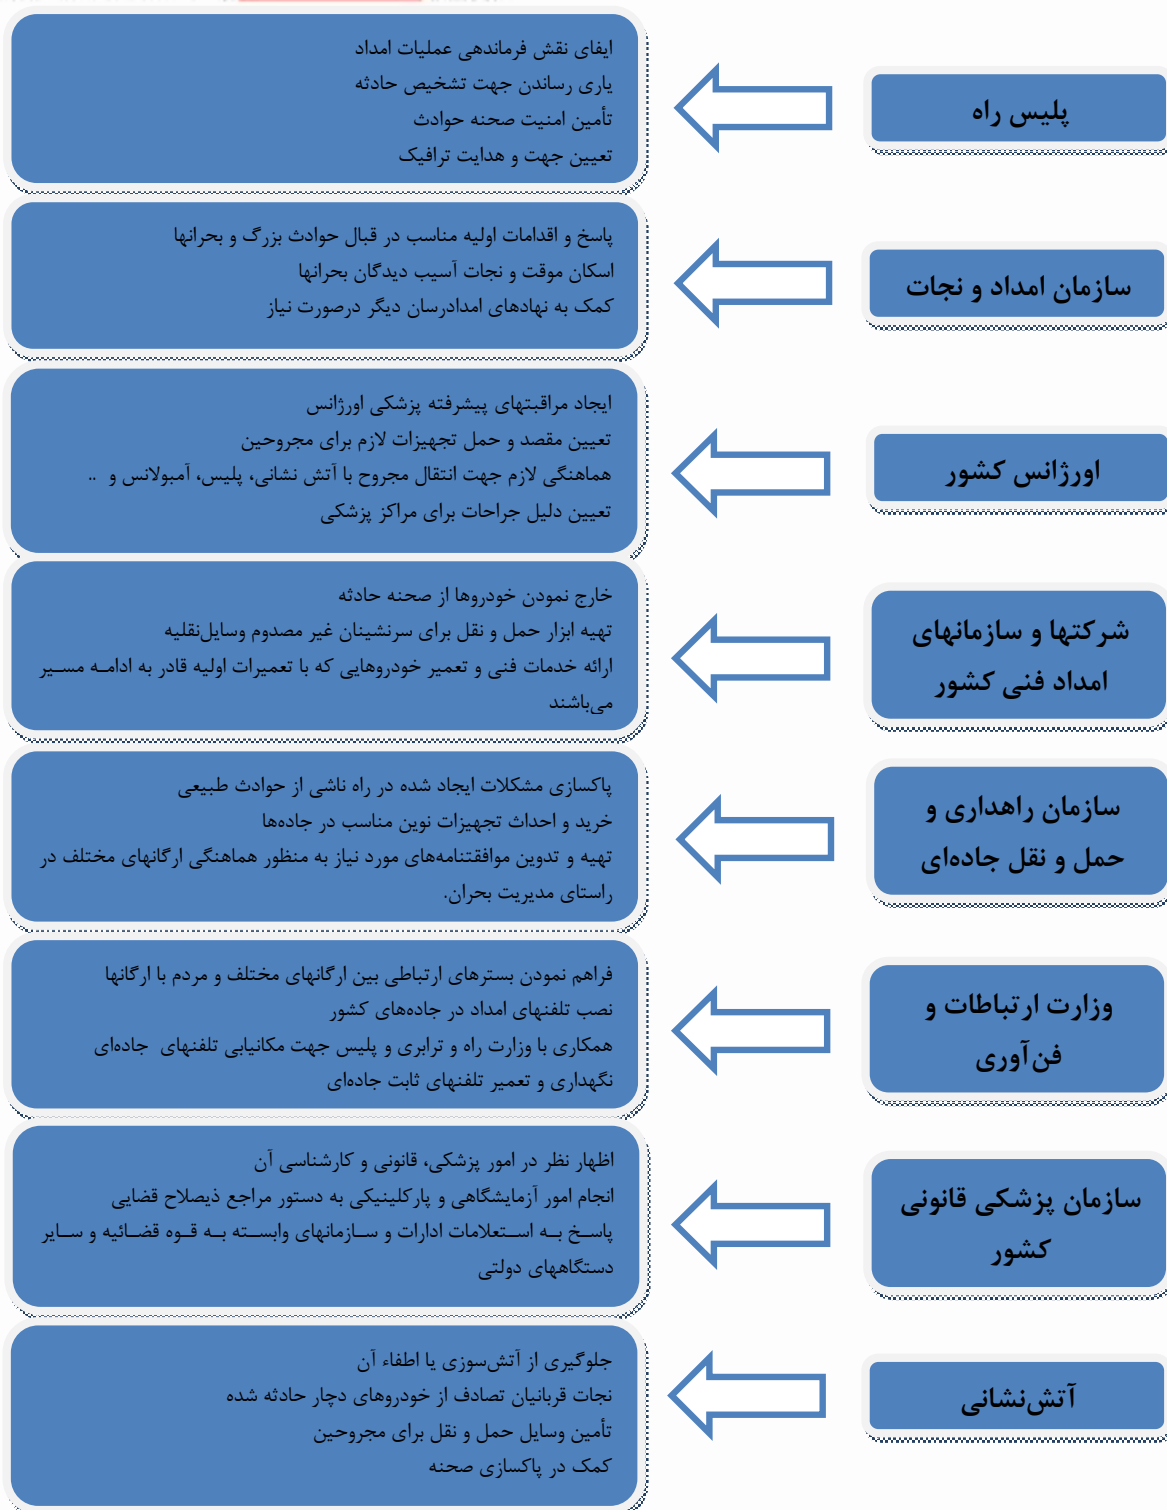 پلیس راه
ایفای نقش فرماندهی عملیات امداد
یاری رساندن جهت تشخیص حادثه
تأمین امنیت صحنه حوادث
تعیین جهت و هدایت ترافیک
سازمان امداد و نجات
پاسخ و اقدامات اولیه مناسب در قبال حوادث بزرگ و بحرانها
اسکان موقت و نجات آسیب دیدگان بحرانها
کمک به نهادهای امدادرسان دیگر درصورت نیاز
اورژانس کشور
ایجاد مراقبتهای پیشرفته پزشکی اورژانس
تعیین مقصد و حمل تجهیزات لازم برای مجروحین
هماهنگی لازم جهت انتقال مجروح با آتش نشانی، پلیس، آمبولانس و ..
تعیین دلیل جراحات برای مراکز پزشکی
شرکتها و سازمانهای
امداد فنی کشور
خارج نمودن خودروها از صحنه حادثه
تهیه ابزار حمل و نقل برای سرنشینان غیر مصدوم وسایل‌نقلیه
ارائه خدمات فنی و تعمیر خودروهایی که با تعمیرات اولیه قادر به ادامـه مسـیر
می‌باشند
سازمان راهداری و
حمل و نقل جاده‌ای
پاکسازی مشکلات ایجاد شده در راه ناشی از حوادث طبیعی
خرید و احداث تجهیزات نوین مناسب در جاده‌ها
تهیه و تدوین موافقتنامه‌های مورد نیاز به منظور هماهنگی ارگانهای مختلف در
راستای مدیریت بحران.
وزارت ارتباطات و
فن‌آوری
فراهم نمودن بسترهای ارتباطی بین ارگانهای مختلف و مردم با ارگانها
نصب تلفنهای امداد در جاده‌های کشور
همکاری با وزارت راه و ترابری و پلیس جهت مکانیابی تلفنهای جاده‌ای
نگهداری و تعمیر تلفنهای ثابت جاده‌ای
سازمان پزشکی قانونی
کشور
اظهار نظر در امور پزشکی، قانونی و کارشناسی آن
انجام امور آزمایشگاهی و پارکلینیکی به دستور مراجع ذیصلاح قضایی
پاسـخ بـه اسـتعلامات ادارات و سـازمانهای وابسـته بـه قـوه قضـائیه و سـایر
دستگاههای دولتی
آتش‌نشانی
جلوگیری از آتش‌سوزی یا اطفاء آن
نجات قربانیان تصادف از خودروهای دچار حادثه شده
تأمین وسایل حمل و نقل برای مجروحین
کمک در پاکسازی صحنه